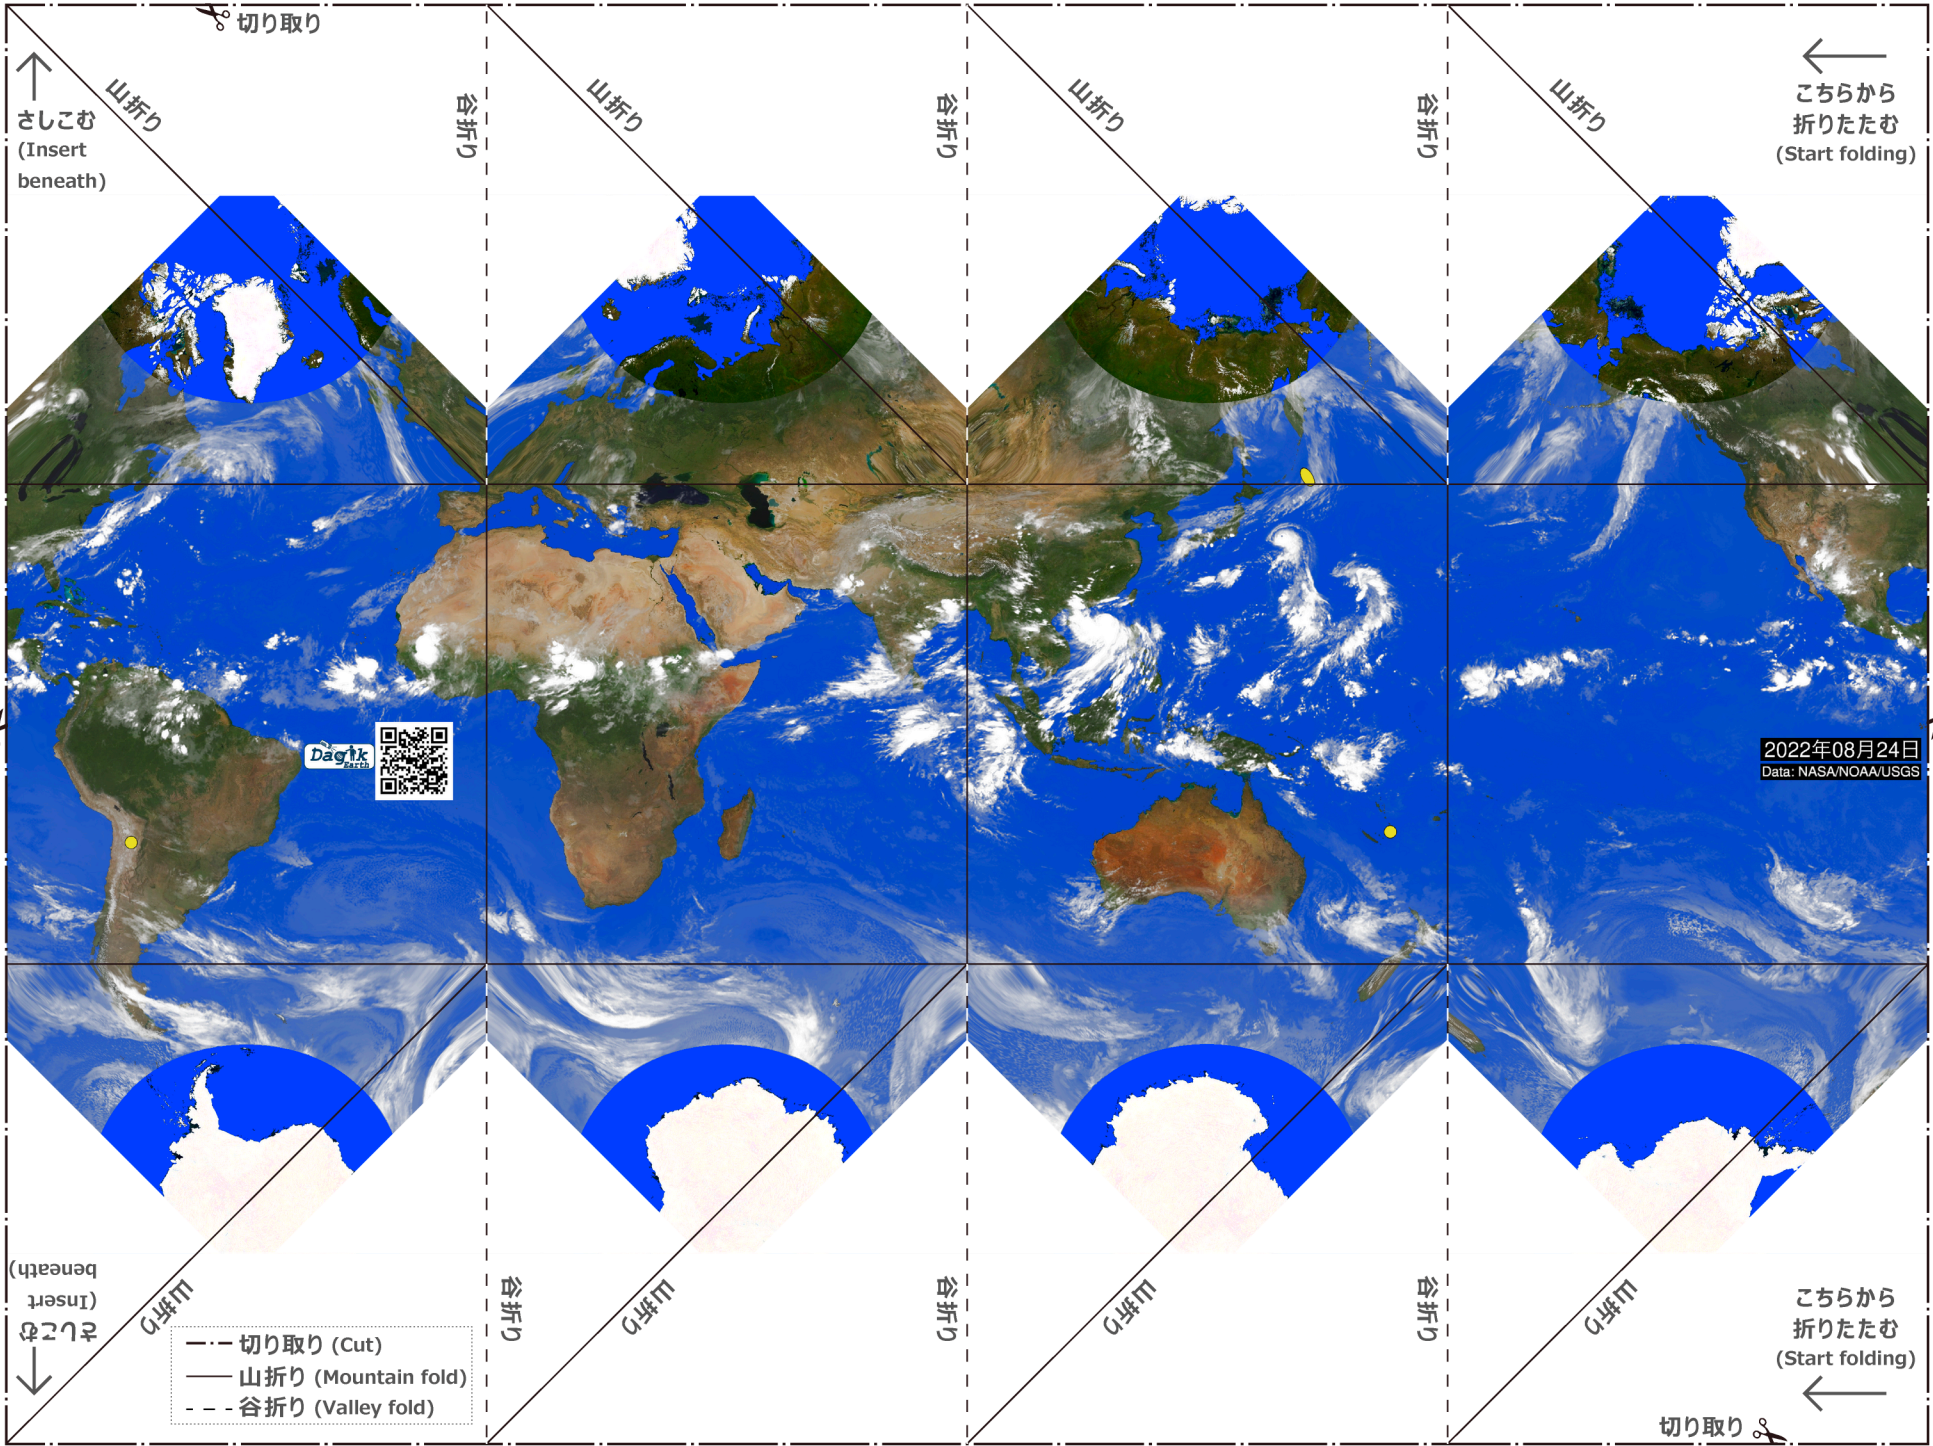 切り取り
さしこむ
(Insert
beneath)
山折り
谷折り
山折り
谷折り
山折り
谷折り
山折り
こちらから
折りたたむ
(Start folding)
Dagik
Earth
2022年08月24日
Data: NASA/NOAA/USGS
さしこむ
(Insert
beneath)
山折り
谷折り
山折り
谷折り
山折り
谷折り
山折り
こちらから
折りたたむ
(Start folding)
切り取り (Cut)
山折り (Mountain fold)
谷折り (Valley fold)
切り取り